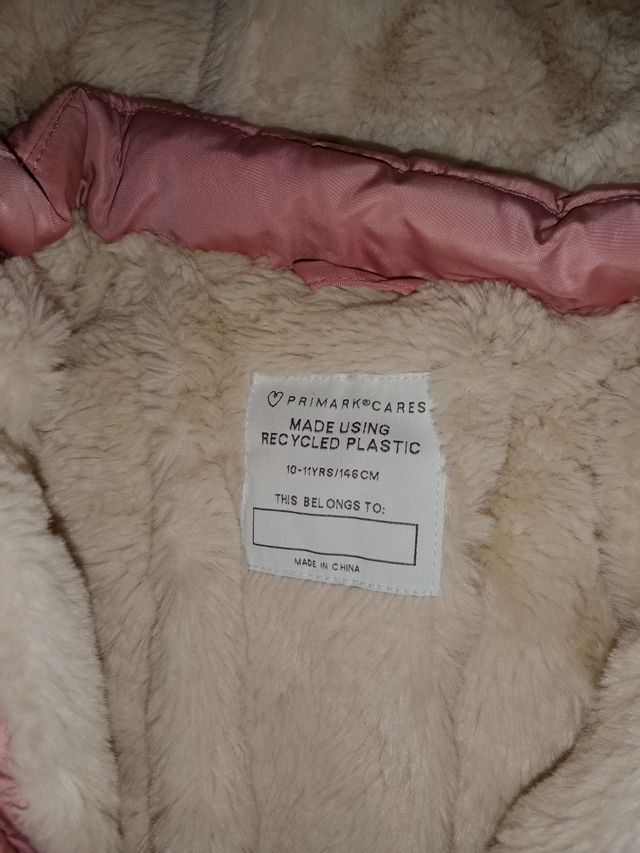 ♡ PRIMARK®CARES
MADE USING
RECYCLED PLASTIC
10-11YRS/146CM
THIS BELONGS TO:
MADE IN CHINA